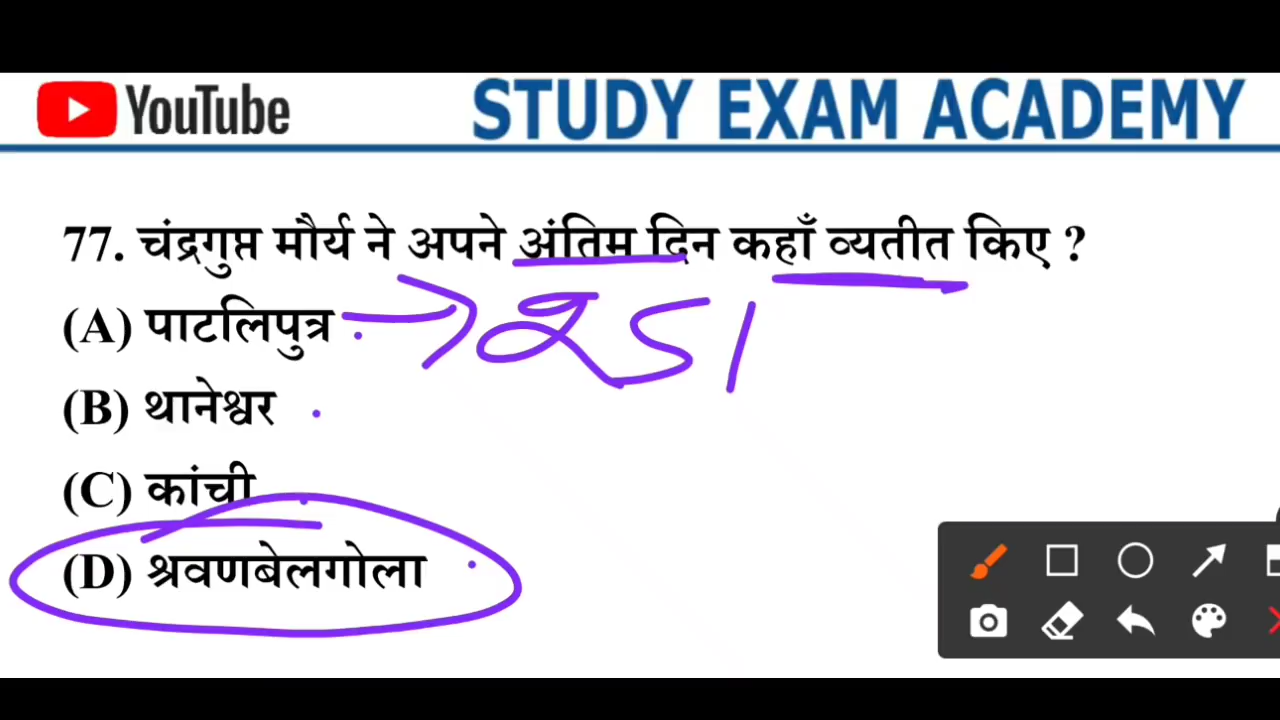 YouTube STUDY EXAM ACADEMY
77. चंद्रगुप्त मौर्य ने अपने अंतिम दिन कहाँ व्यतीत किए ?
(A) पाटलिपुत्र
(B) थानेश्वर
(C) कांची
(D) श्रवणबेलगोला